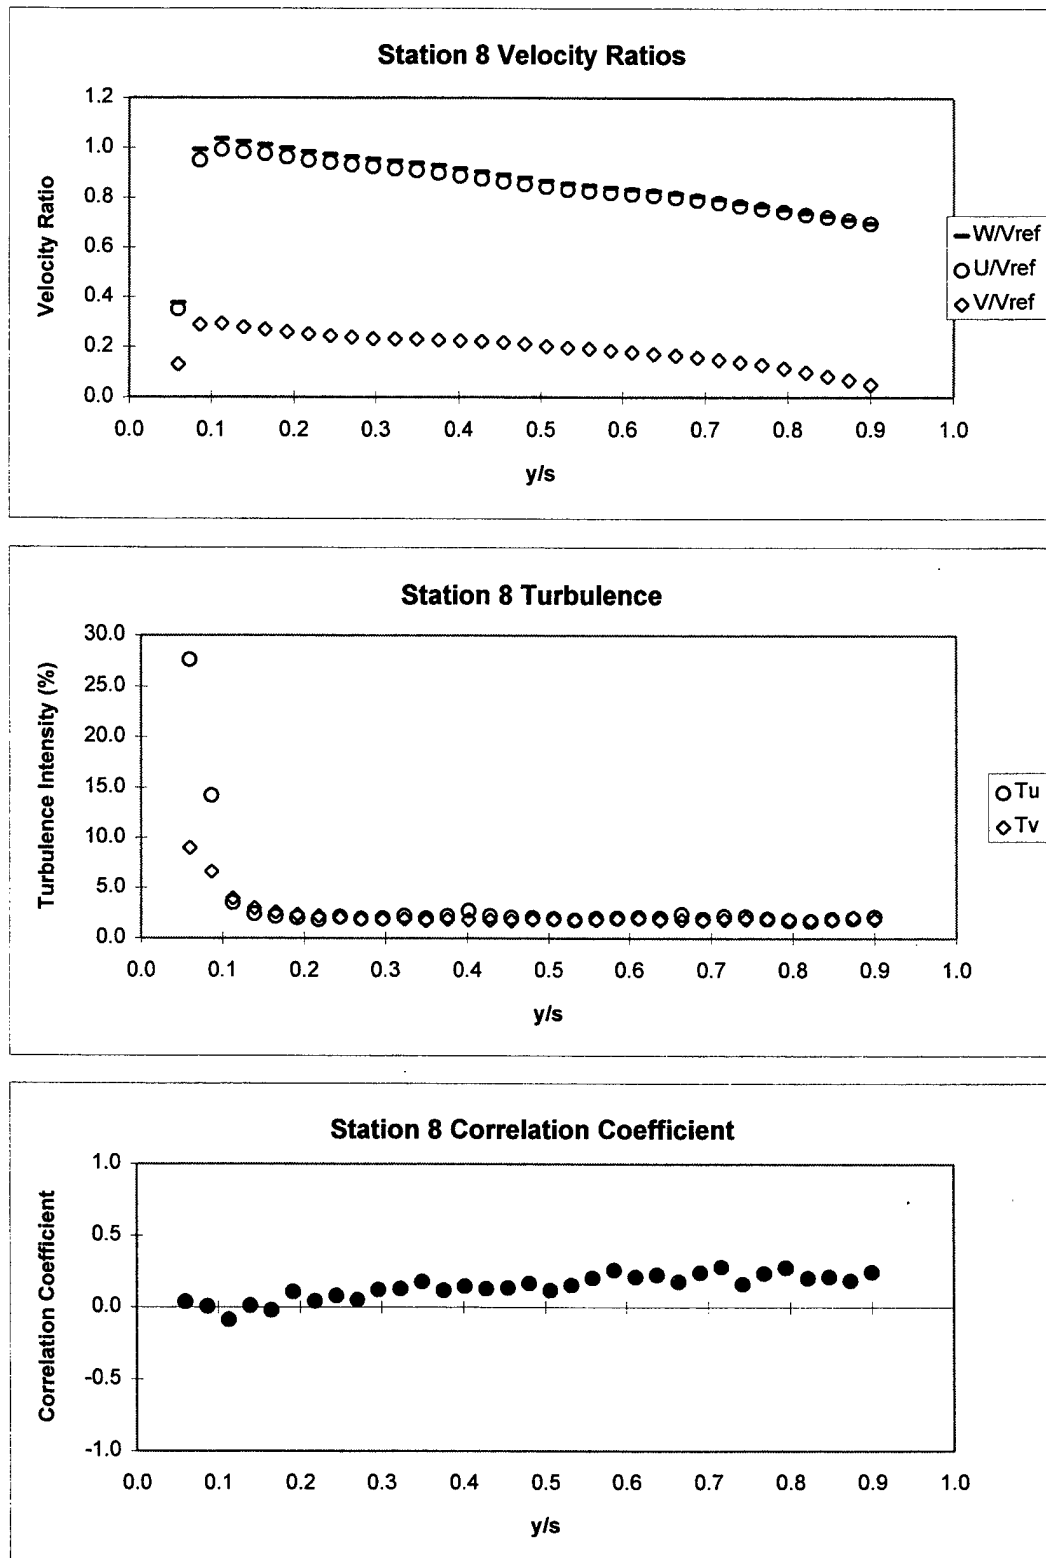 Station 8 Velocity Ratios
1.2
1.0
0.8
0.6
0.4
0.2
0.0
Velocity Ratio
0.0 0.1 0.2 0.3 0.4 0.5 0.6 0.7 0.8 0.9 1.0
y/s
W/Vref
U/Vref
V/Vref
Station 8 Turbulence
30.0
25.0
20.0
15.0
10.0
5.0
0.0
Turbulence Intensity (%)
0.0 0.1 0.2 0.3 0.4 0.5 0.6 0.7 0.8 0.9 1.0
y/s
Tu
Tv
Station 8 Correlation Coefficient
1.0
0.5
0.0
-0.5
-1.0
Correlation Coefficient
0.0 0.1 0.2 0.3 0.4 0.5 0.6 0.7 0.8 0.9 1.0
y/s